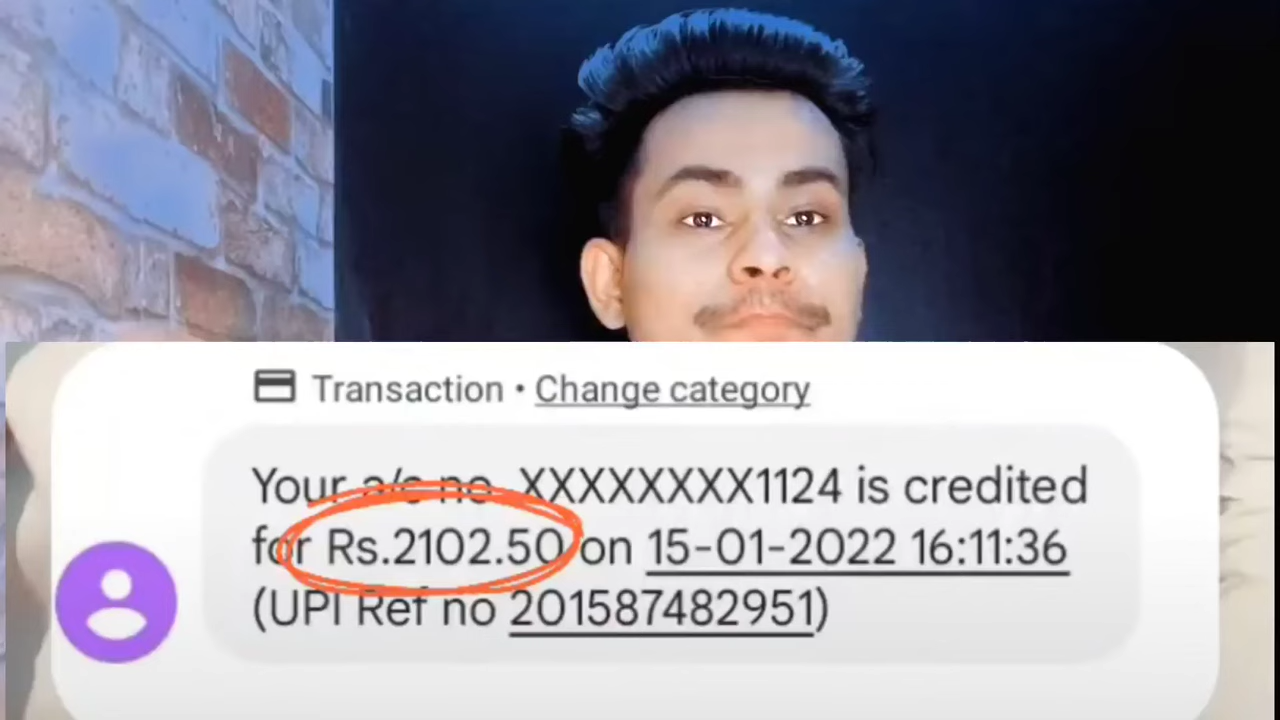 Transaction • Change category
Your a/c no. XXXXXXXX1124 is credited
for Rs.2102.50 on 15-01-2022 16:11:36
(UPI Ref no 201587482951)